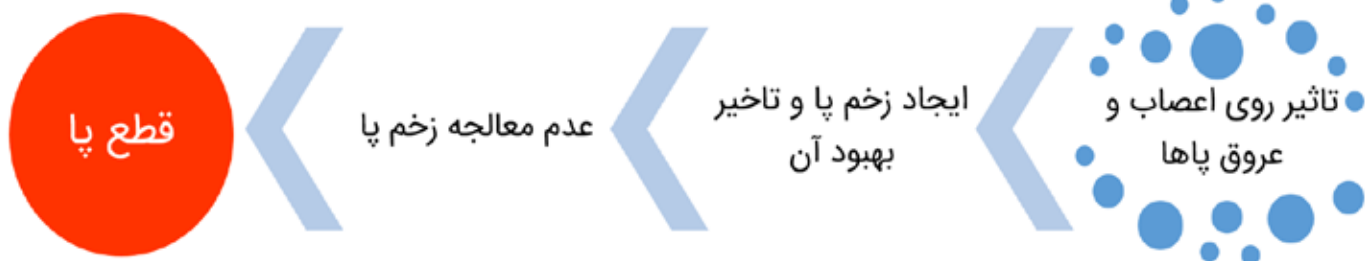 تاثیر روی اعصاب و
عروق پاها
ایجاد زخم پا و تاخیر
بهبود آن
عدم معالجه زخم پا
قطع پا